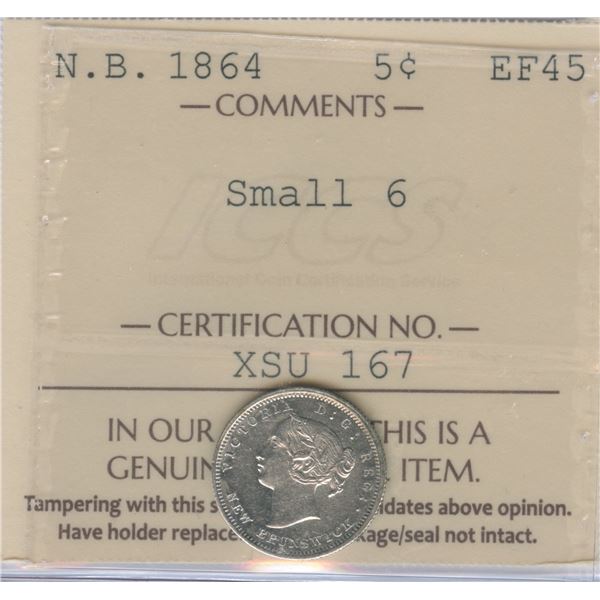 N.B. 1864 5¢ EF45
— COMMENTS —
Small 6
ICCS
International Coin Certification Service
— CERTIFICATION NO. —
XSU 167
IN OUR THIS IS A
GENUIN ITEM.
Tampering with this s idates above opinion.
Have holder replace kage/seal not intact.
VICTORIA D:G: REG:
NEW BRUNSWICK